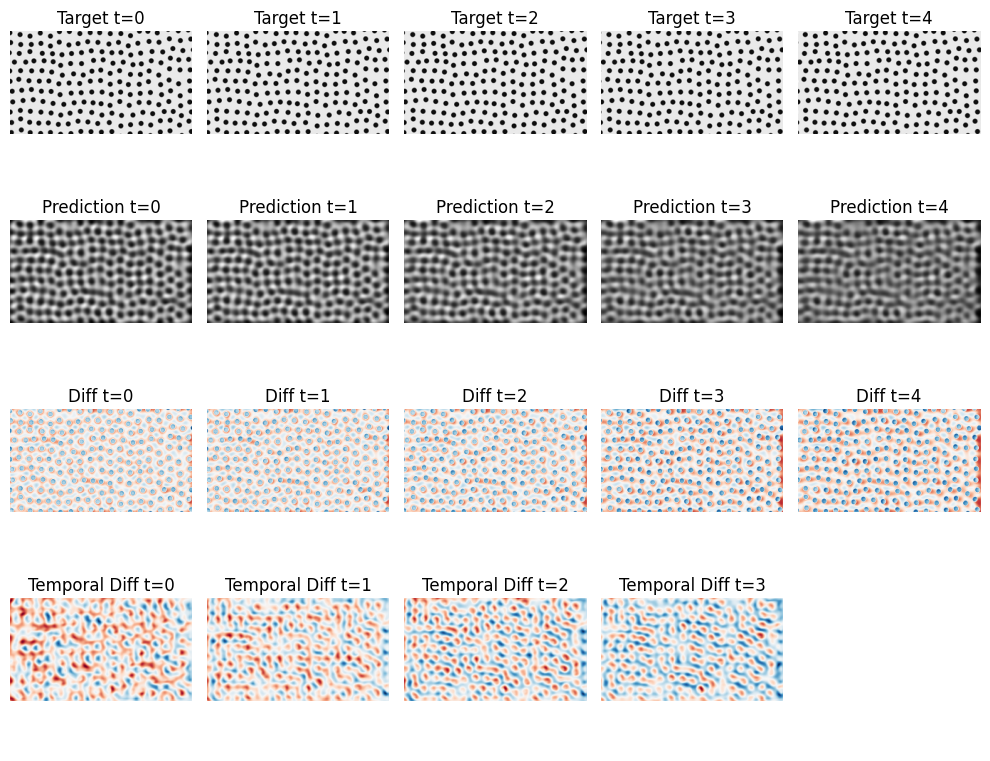 Target t=0
Target t=1
Target t=2
Target t=3
Target t=4
Prediction t=0
Prediction t=1
Prediction t=2
Prediction t=3
Prediction t=4
Diff t=0
Diff t=1
Diff t=2
Diff t=3
Diff t=4
Temporal Diff t=0
Temporal Diff t=1
Temporal Diff t=2
Temporal Diff t=3